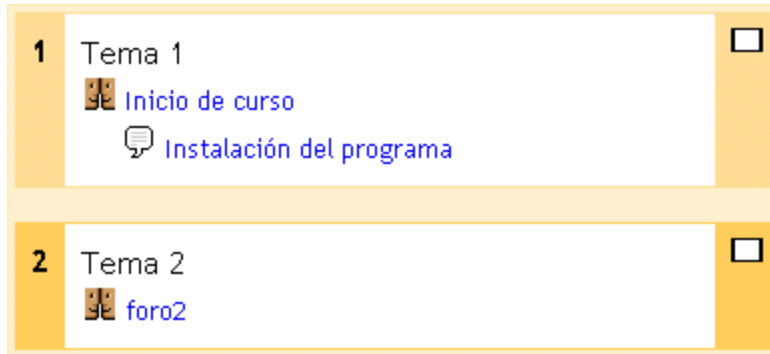 1 Tema 1
Inicio de curso
Instalación del programa
2 Tema 2
foro2